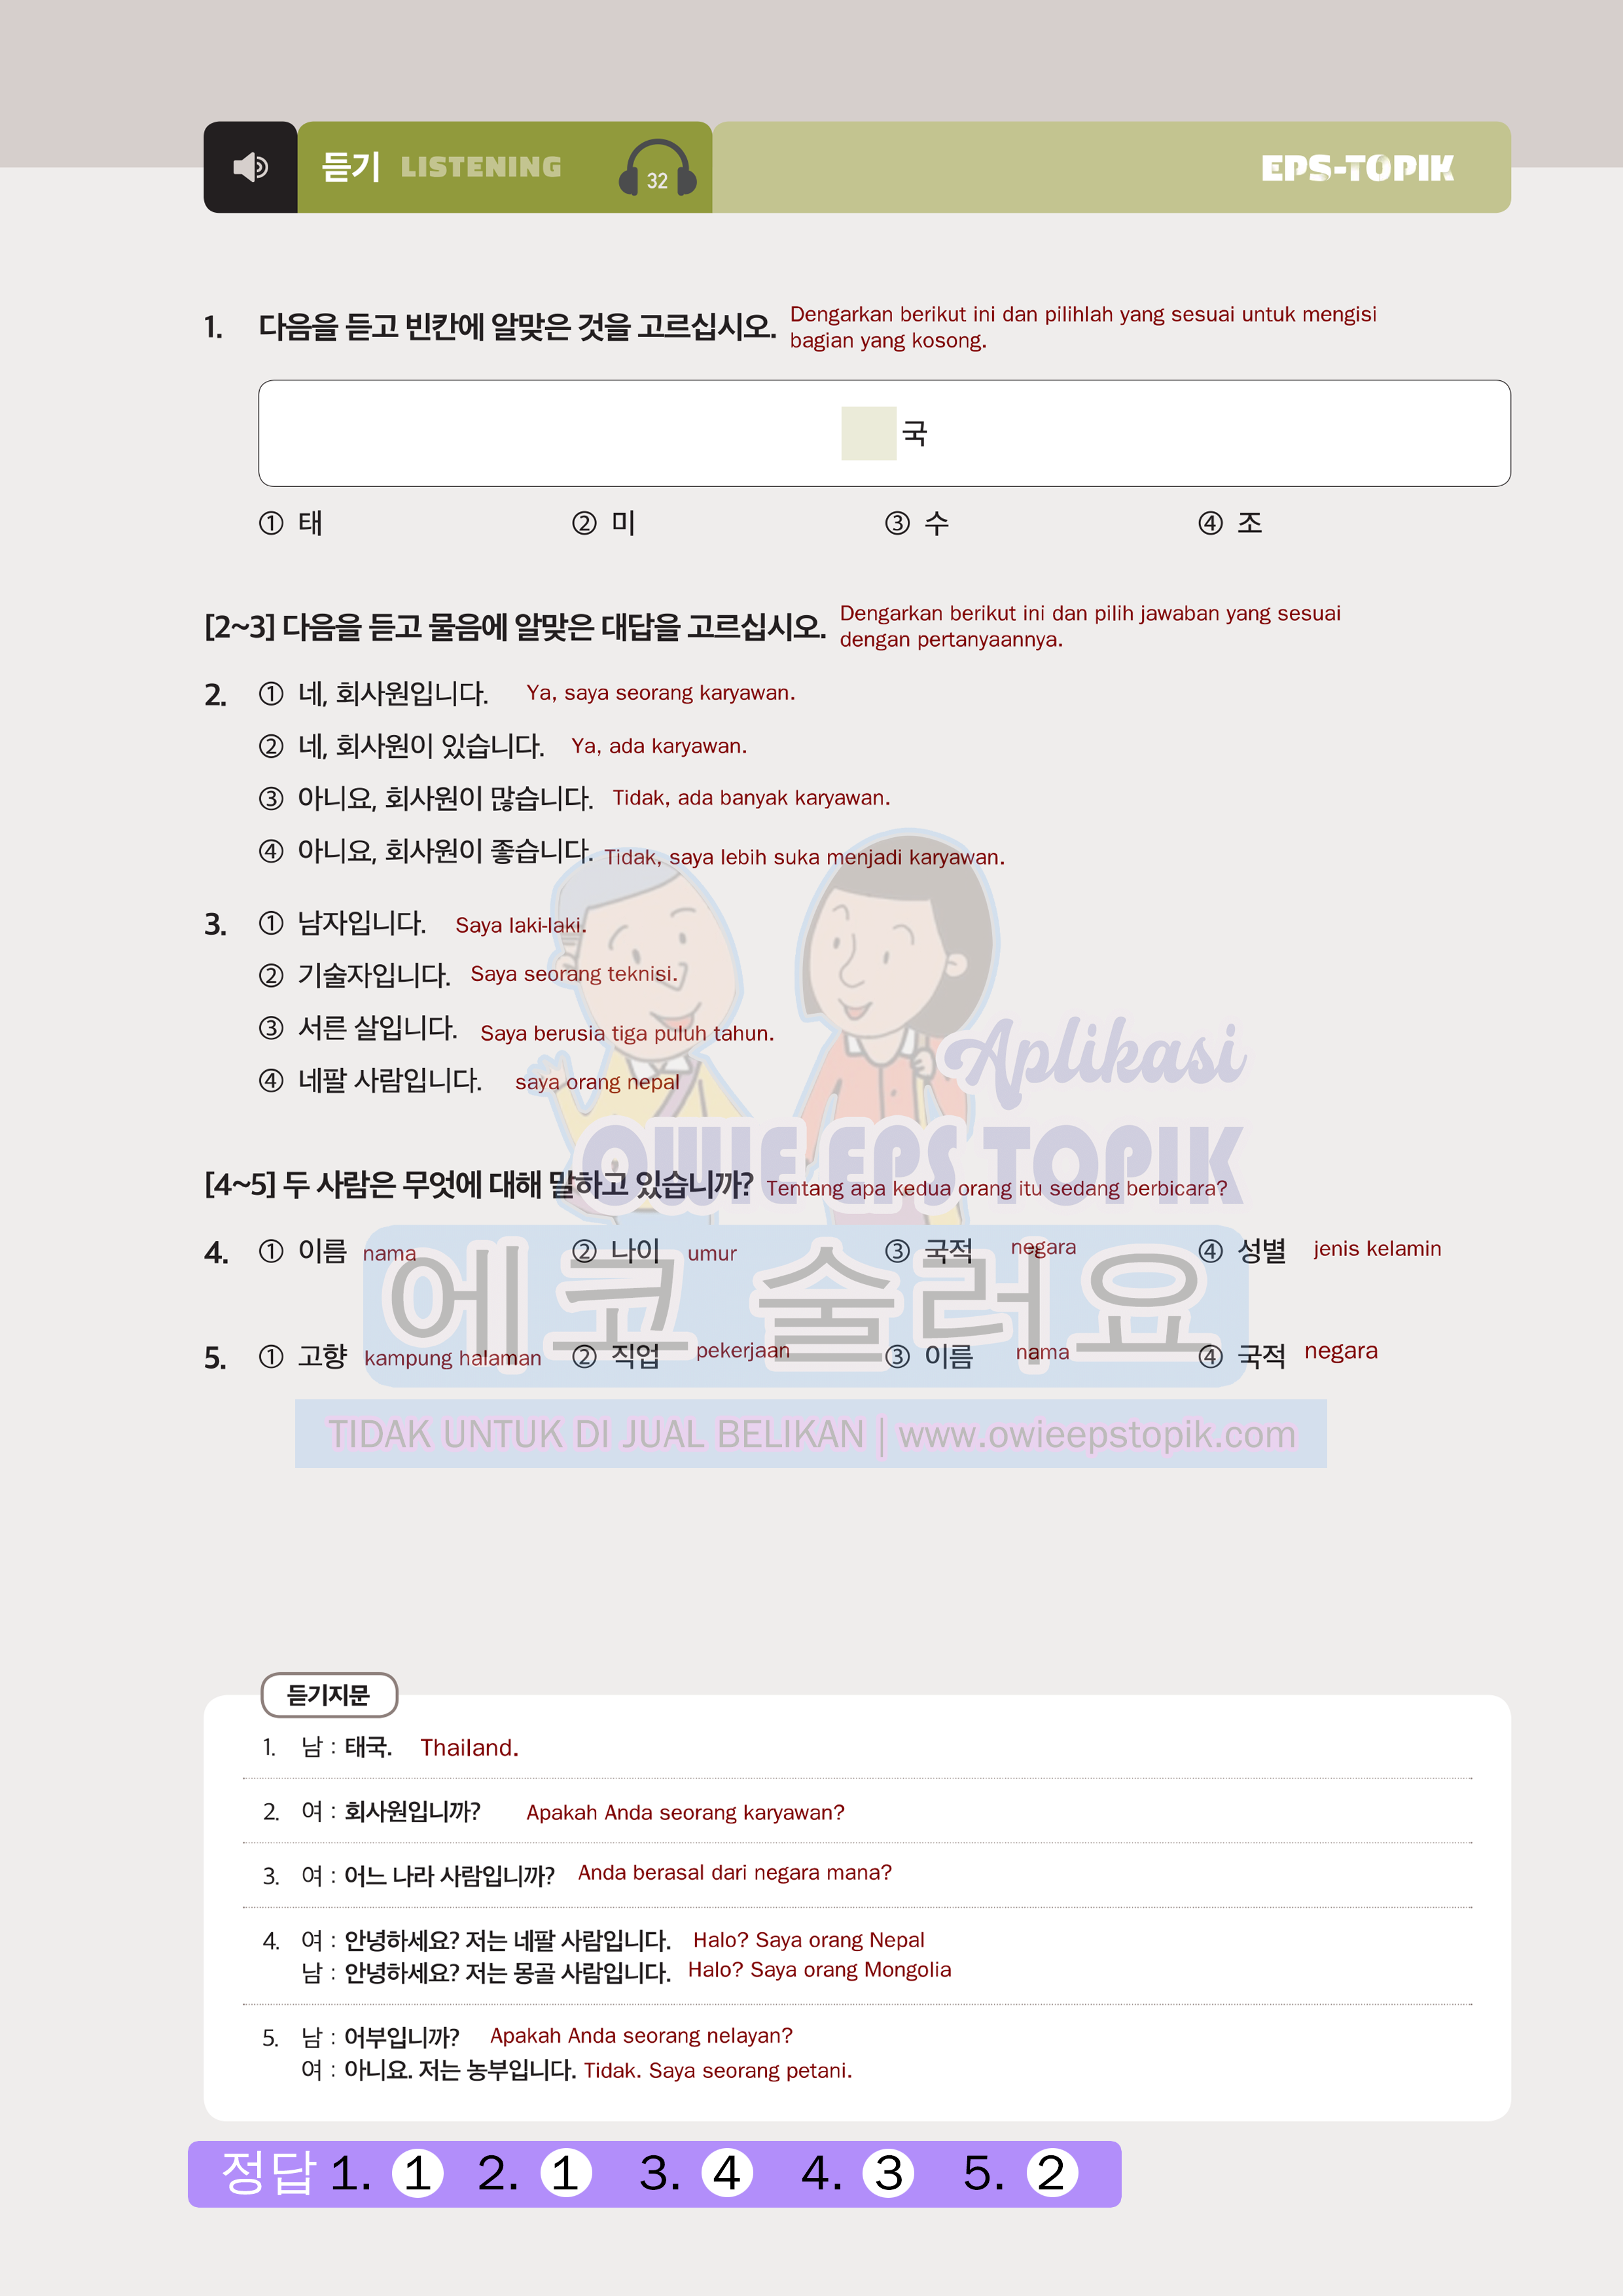 듣기 LISTENING 32 EPS-TOPIK
1. 다음을 듣고 빈칸에 알맞은 것을 고르십시오. Dengarkan berikut ini dan pilihlah yang sesuai untuk mengisi
bagian yang kosong.
국
① 태 ② 미 ③ 수 ④ 조
[2~3] 다음을 듣고 물음에 알맞은 대답을 고르십시오. Dengarkan berikut ini dan pilih jawaban yang sesuai
dengan pertanyaannya.
2. ① 네, 회사원입니다. Ya, saya seorang karyawan.
② 네, 회사원이 있습니다. Ya, ada karyawan.
③ 아니요, 회사원이 많습니다. Tidak, ada banyak karyawan.
④ 아니요, 회사원이 좋습니다. Tidak, saya lebih suka menjadi karyawan.
3. ① 남자입니다. Saya laki-laki.
② 기술자입니다. Saya seorang teknisi.
③ 서른 살입니다. Saya berusia tiga puluh tahun.
④ 네팔 사람입니다. saya orang nepal
Aplikasi
OWIE EPS TOPIK
[4~5] 두 사람은 무엇에 대해 말하고 있습니까? Tentang apa kedua orang itu sedang berbicara?
4. ① 이름 nama ② 나이 umur ③ 국적 negara ④ 성별 jenis kelamin
에코 술러요
5. ① 고향 kampung halaman ② 직업 pekerjaan ③ 이름 nama ④ 국적 negara
TIDAK UNTUK DI JUAL BELIKAN | www.owieepstopik.com
듣기지문
1. 남 : 태국. Thailand.
2. 여 : 회사원입니까? Apakah Anda seorang karyawan?
3. 여 : 어느 나라 사람입니까? Anda berasal dari negara mana?
4. 여 : 안녕하세요? 저는 네팔 사람입니다. Halo? Saya orang Nepal
남 : 안녕하세요? 저는 몽골 사람입니다. Halo? Saya orang Mongolia
5. 남 : 어부입니까? Apakah Anda seorang nelayan?
여 : 아니요. 저는 농부입니다. Tidak. Saya seorang petani.
정답 1. ① 2. ① 3. ④ 4. ③ 5. ②